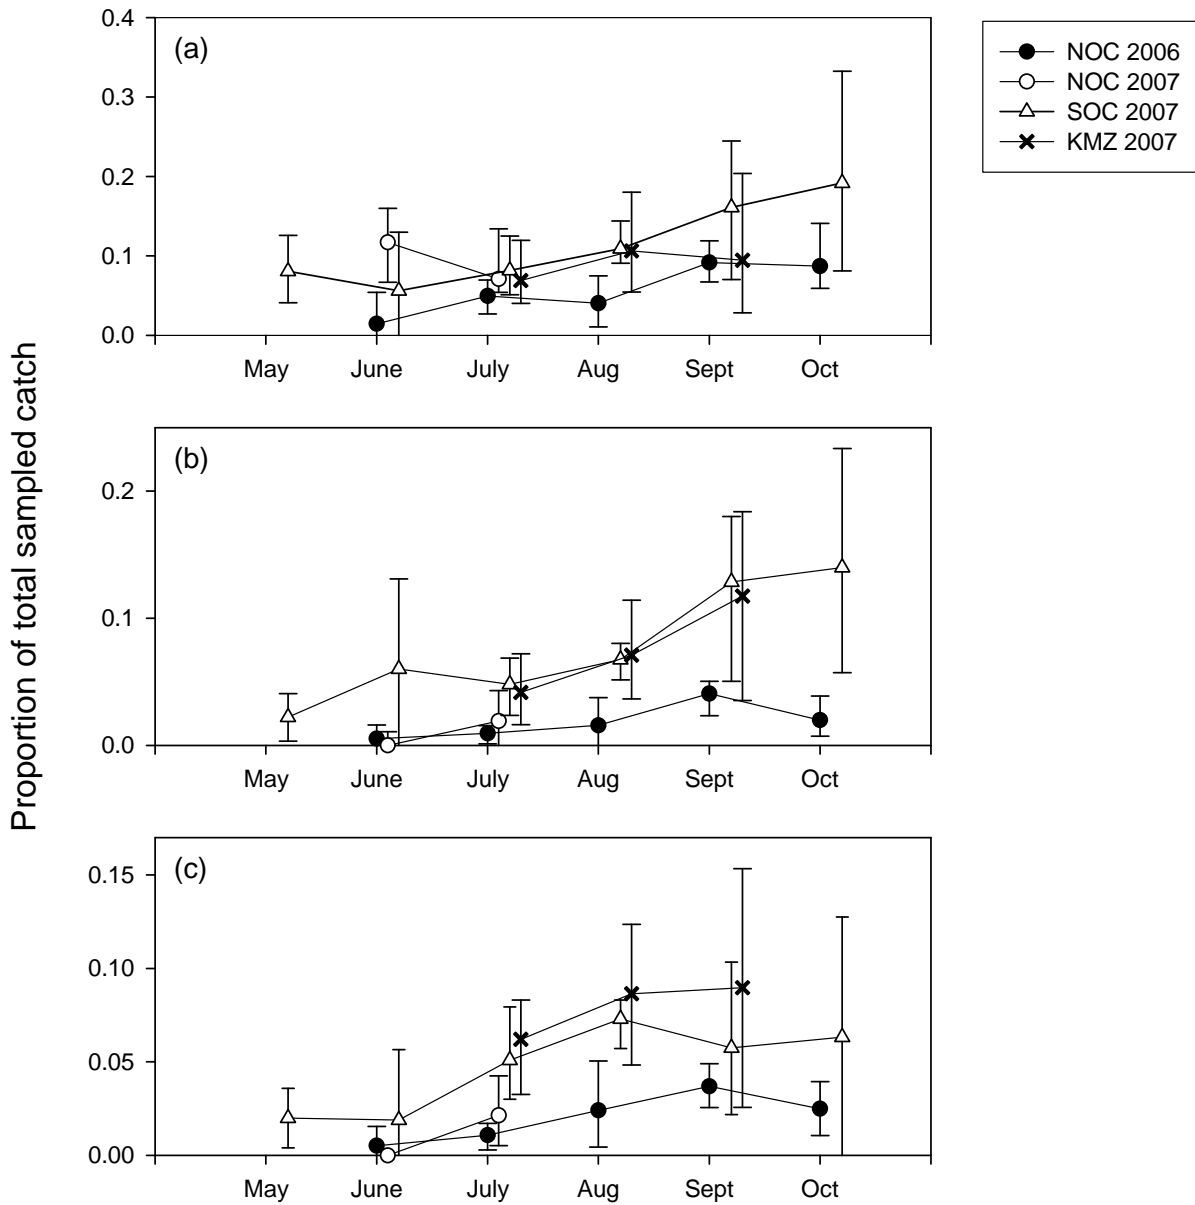 Proportion of total sampled catch
(a)
0.4
0.3
0.2
0.1
0.0
May June July Aug Sept Oct
NOC 2006
NOC 2007
SOC 2007
KMZ 2007
(b)
0.2
0.1
0.0
May June July Aug Sept Oct
(c)
0.15
0.10
0.05
0.00
May June July Aug Sept Oct